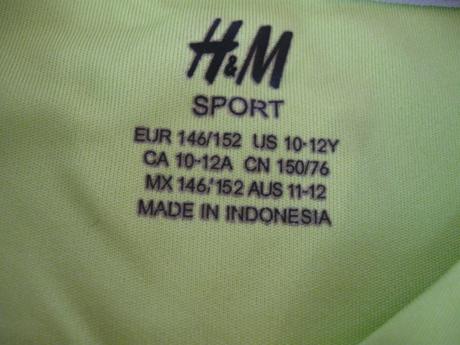 H&M
SPORT
EUR 146/152 US 10-12Y
CA 10-12A CN 150/76
MX 146/152 AUS 11-12
MADE IN INDONESIA